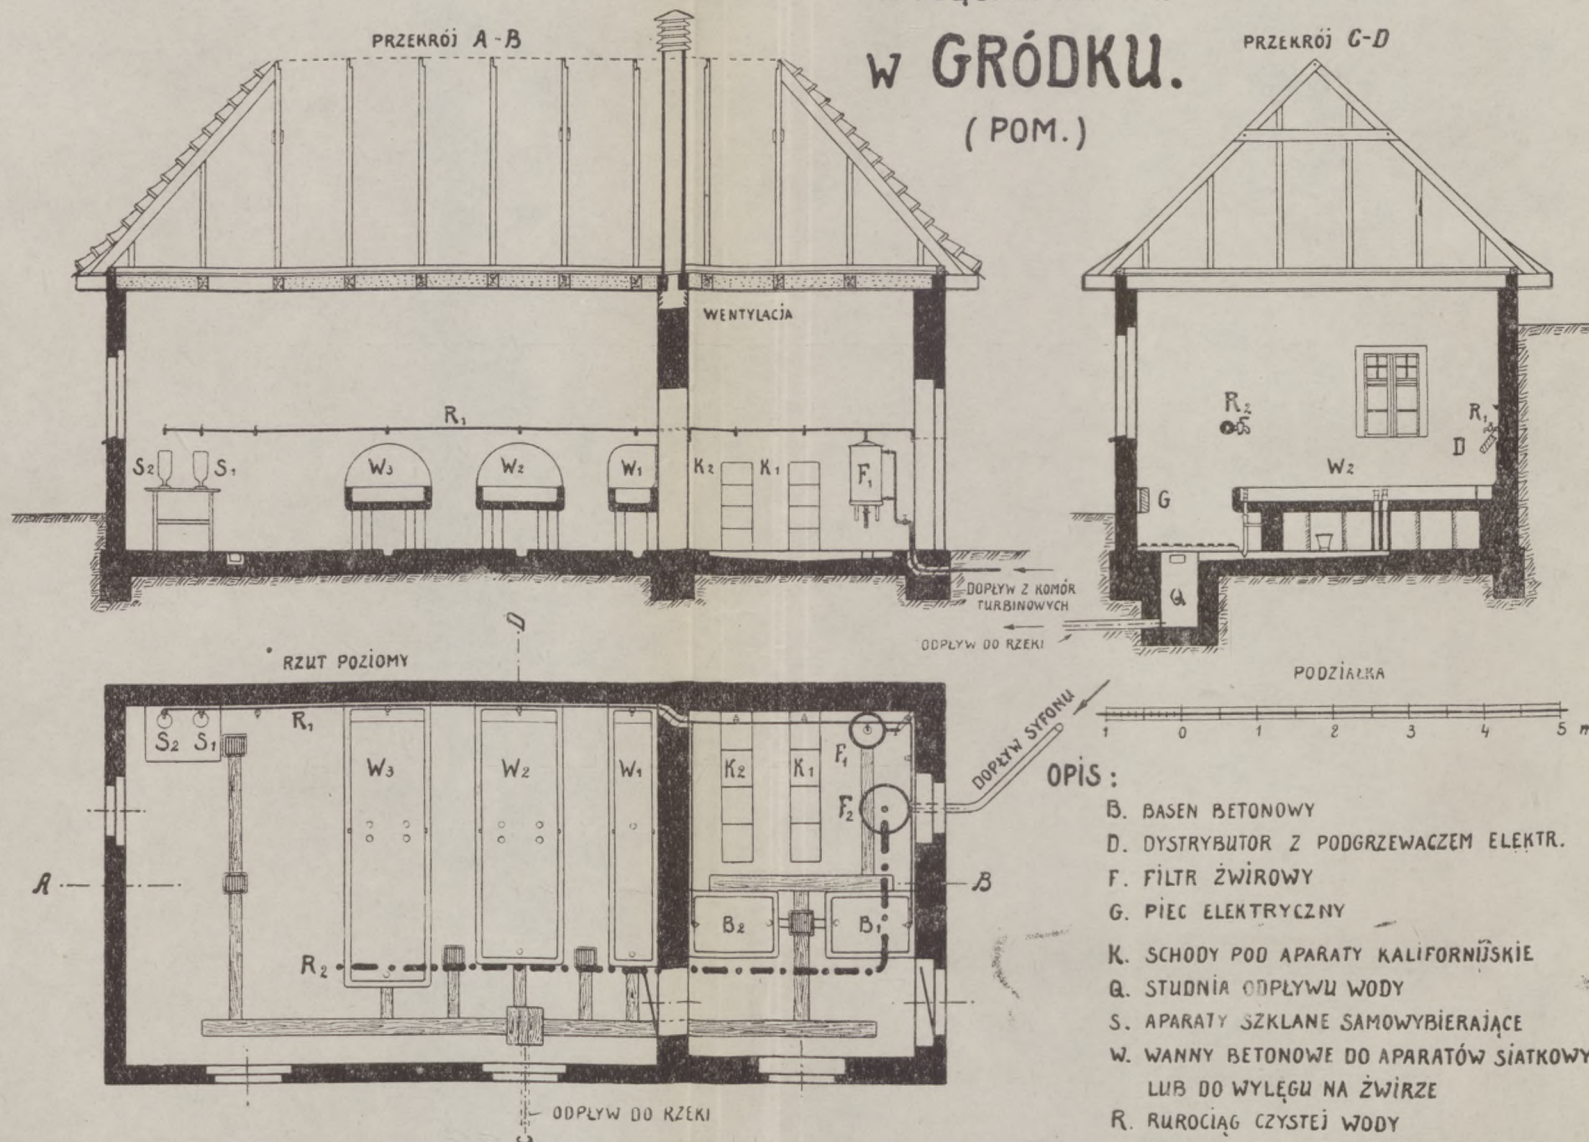 PRZEKRÓJ A-B
w GRÓDKU.
(POM.)
PRZEKRÓJ C-D
WENTYLACJA
R1
S2 S1 W3 W2 W1 K2 K1 F1
DOPŁYW Z KOMÓR
TURBINOWYCH
ODPŁYW DO RZEKI
R2
R1
D
W2
G
Q
RZUT POZIOMY
D
R1
S2 S1 W3 W2 W1 K2 K1 F1
F2
DOPŁYW SYFONU
A
B
B2 B1
R2
ODPŁYW DO RZEKI
PODZIAŁKA
1 0 1 2 3 4 5 m
OPIS:
B. BASEN BETONOWY
D. DYSTRYBUTOR Z PODGRZEWACZEM ELEKTR.
F. FILTR ŻWIROWY
G. PIEC ELEKTRYCZNY
K. SCHODY POD APARATY KALIFORNIJSKIE
Q. STUDNIA ODPŁYWU WODY
S. APARATY SZKLANE SAMOWYBIERAJĄCE
W. WANNY BETONOWE DO APARATÓW SIATKOWY
LUB DO WYLĘGU NA ŻWIRZE
R. RUROCIĄG CZYSTEJ WODY